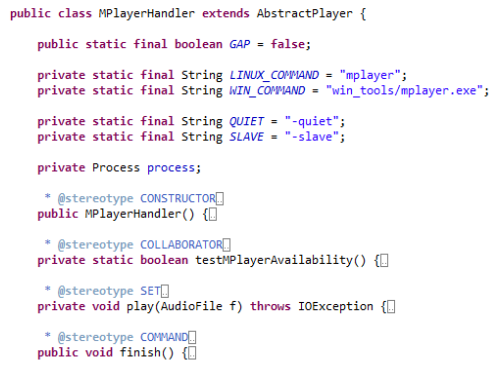 public class MPlayerHandler extends AbstractPlayer {
public static final boolean GAP = false;
private static final String LINUX_COMMAND = "mplayer";
private static final String WIN_COMMAND = "win_tools/mplayer.exe";
private static final String QUIET = "-quiet";
private static final String SLAVE = "-slave";
private Process process;
* @stereotype CONSTRUCTOR
public MPlayerHandler() {
* @stereotype COLLABORATOR
private static boolean testMPlayerAvailability() {
* @stereotype SET
private void play(AudioFile f) throws IOException {
* @stereotype COMMAND
public void finish() {